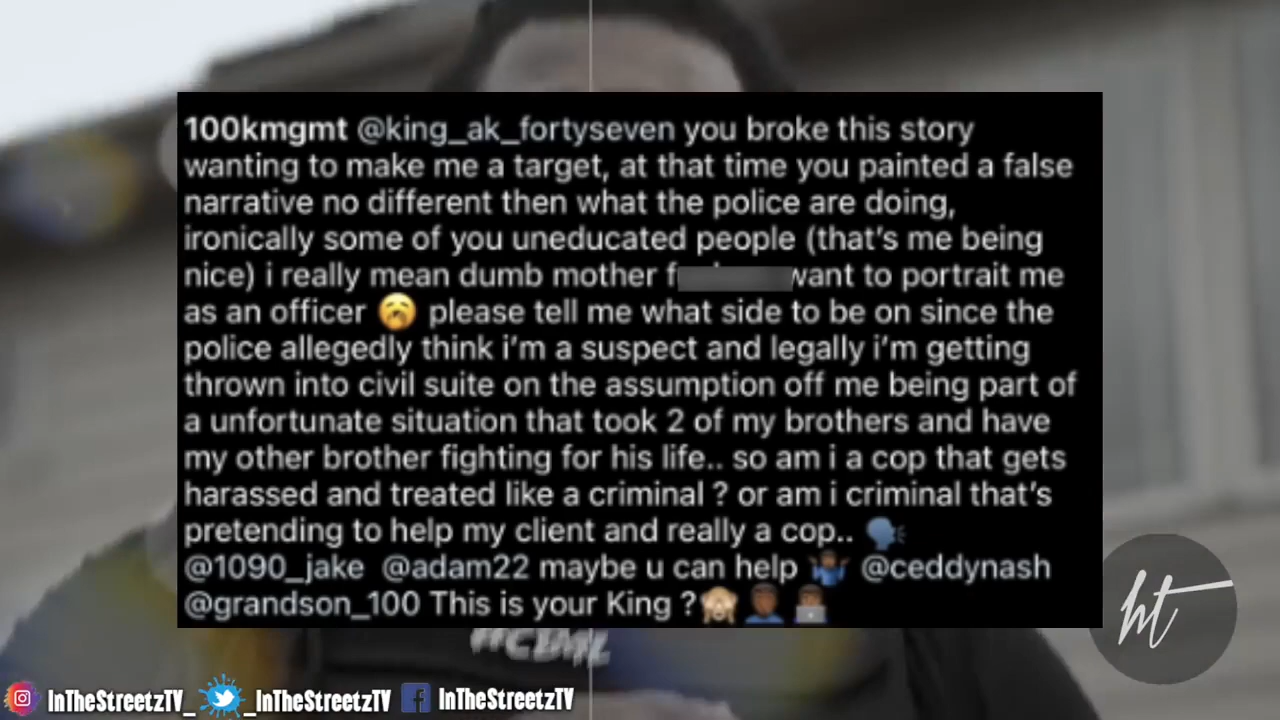 100kmgmt @king_ak_fortyseven you broke this story
wanting to make me a target, at that time you painted a false
narrative no different then what the police are doing,
ironically some of you uneducated people (that's me being
nice) i really mean dumb mother f want to portrait me
as an officer 🥱 please tell me what side to be on since the
police allegedly think i'm a suspect and legally i'm getting
thrown into civil suite on the assumption off me being part of
a unfortunate situation that took 2 of my brothers and have
my other brother fighting for his life.. so am i a cop that gets
harassed and treated like a criminal ? or am i criminal that's
pretending to help my client and really a cop.. 🗣️
@1090_jake @adam22 maybe u can help 🤷🏾‍♂️ @ceddynash
@grandson_100 This is your King ?🙈🤦🏾‍♂️👨🏾‍💻
ht
InTheStreetzTV_ _InTheStreetzTV InTheStreetzTV